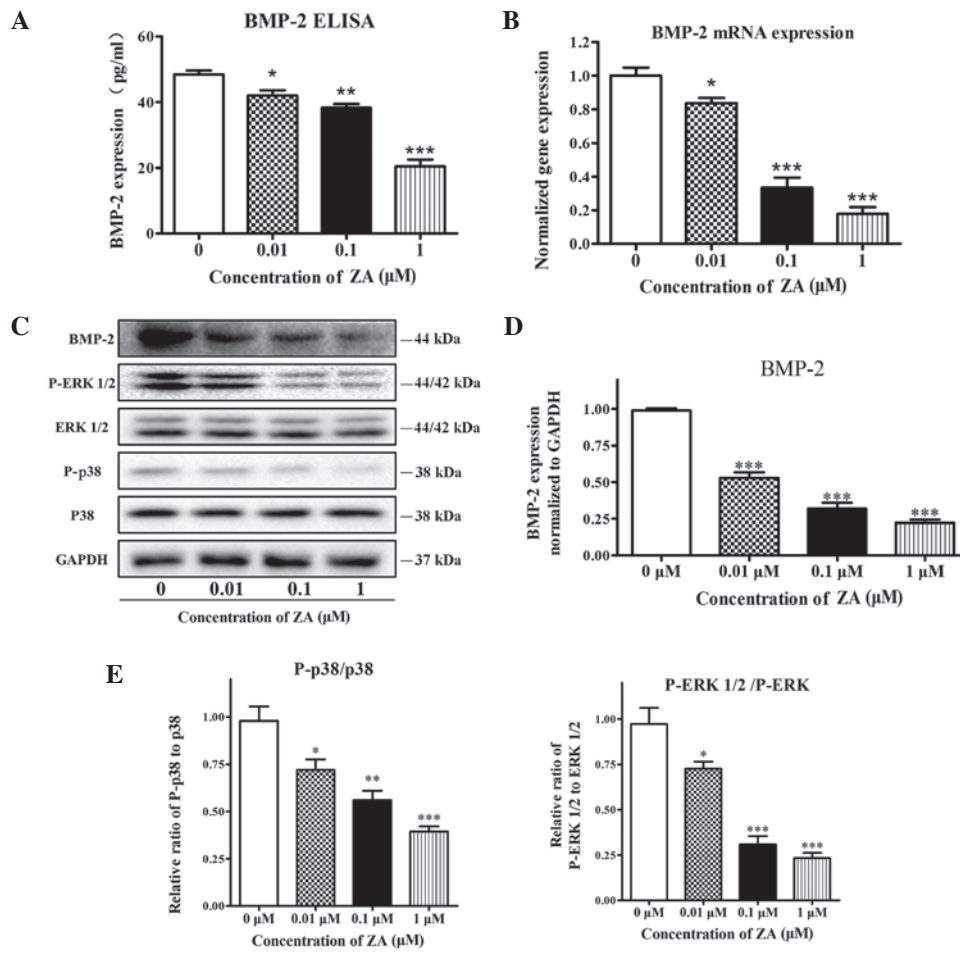 A
BMP-2 ELISA
BMP-2 expression ( pg/ml)
60
40
20
0
*
**
***
0 0.01 0.1 1
Concentration of ZA (µM)
B
BMP-2 mRNA expression
Normalized gene expression
1.2
1.0
0.8
0.6
0.4
0.2
0.0
*
***
***
0 0.01 0.1 1
Concentration of ZA (µM)
C
BMP-2 44 kDa
P-ERK 1/2 44/42 kDa
ERK 1/2 44/42 kDa
P-p38 38 kDa
P38 38 kDa
GAPDH 37 kDa
0 0.01 0.1 1
Concentration of ZA (µM)
D
BMP-2
BMP-2 expression
normalized to GAPDH
1.00
0.75
0.50
0.25
0.00
***
***
***
0 µM 0.01 µM 0.1 µM 1 µM
Concentration of ZA (µM)
E
P-p38/p38
Relative ratio of P-p38 to p38
1.00
0.75
0.50
0.25
0.00
*
**
***
0 µM 0.01 µM 0.1 µM 1 µM
Concentration of ZA (µM)
P-ERK 1/2 /P-ERK
Relative ratio of
P-ERK 1/2 to ERK 1/2
1.00
0.75
0.50
0.25
0.00
*
***
***
0 µM 0.01 µM 0.1 µM 1 µM
Concentration of ZA (µM)